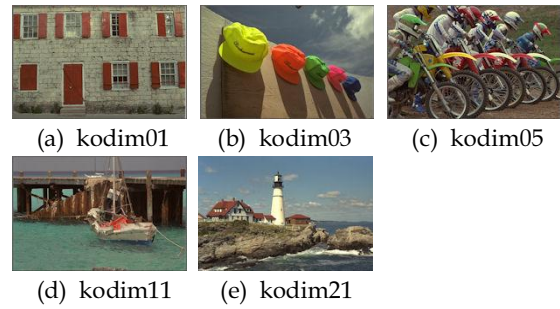 (a) kodim01
(b) kodim03
(c) kodim05
(d) kodim11
(e) kodim21